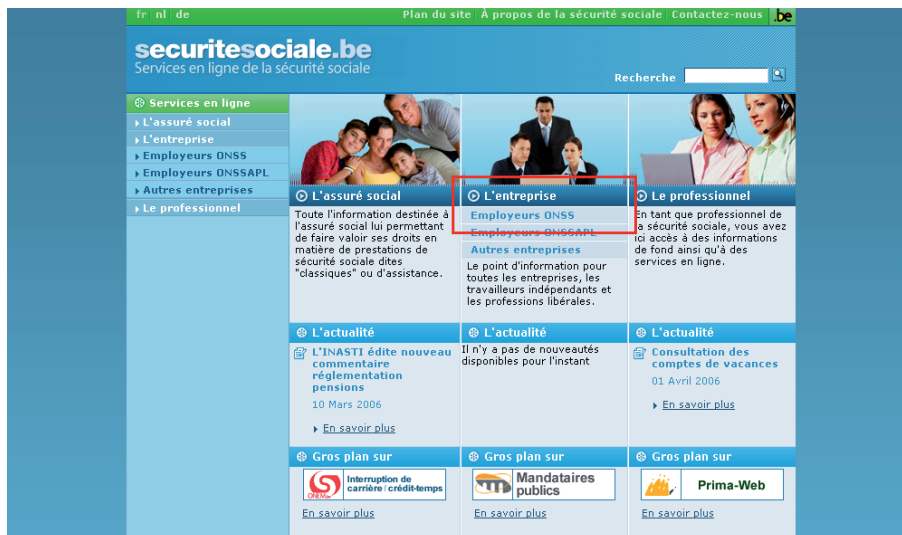 fr nl de
Plan du site À propos de la sécurité sociale Contactez-nous .be
securitesociale.be
Services en ligne de la sécurité sociale
Recherche
Services en ligne
L'assuré social
L'entreprise
Employeurs ONSS
Employeurs ONSSAPL
Autres entreprises
Le professionnel
L'assuré social
Toute l'information destinée à
l'assuré social lui permettant
de faire valoir ses droits en
matière de prestations de
sécurité sociale dites
"classiques" ou d'assistance.
L'entreprise
Employeurs ONSS
Employeurs ONSSAPL
Autres entreprises
Le point d'information pour
toutes les entreprises, les
travailleurs indépendants et
les professions libérales.
Le professionnel
En tant que professionnel de
la sécurité sociale, vous avez
ici accès à des informations
de fond ainsi qu'à des
services en ligne.
L'actualité
L'INASTI édite nouveau
commentaire
réglementation
pensions
10 Mars 2006
En savoir plus
L'actualité
Il n'y a pas de nouveautés
disponibles pour l'instant
L'actualité
Consultation des
comptes de vacances
01 Avril 2006
En savoir plus
Gros plan sur
ONEM
Interruption de
carrière / crédit-temps
En savoir plus
Gros plan sur
Mandataires
publics
En savoir plus
Gros plan sur
Prima-Web
En savoir plus